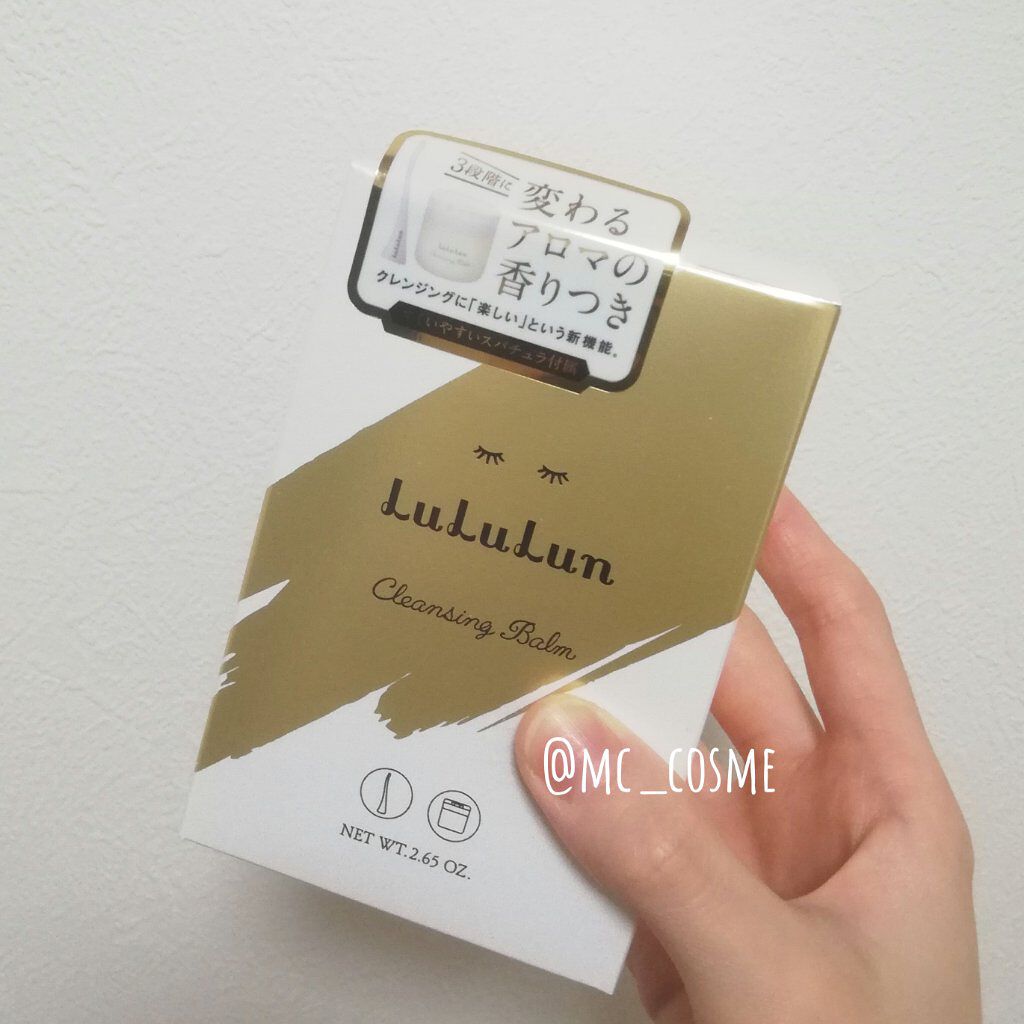 3段階に
変わる
アロマの
香りつき
クレンジングに「楽しい」という新機能。
いやすいスパチュラ付属
LuLuLun
Cleansing Balm
NET WT.2.65 OZ.
@MC_COSME